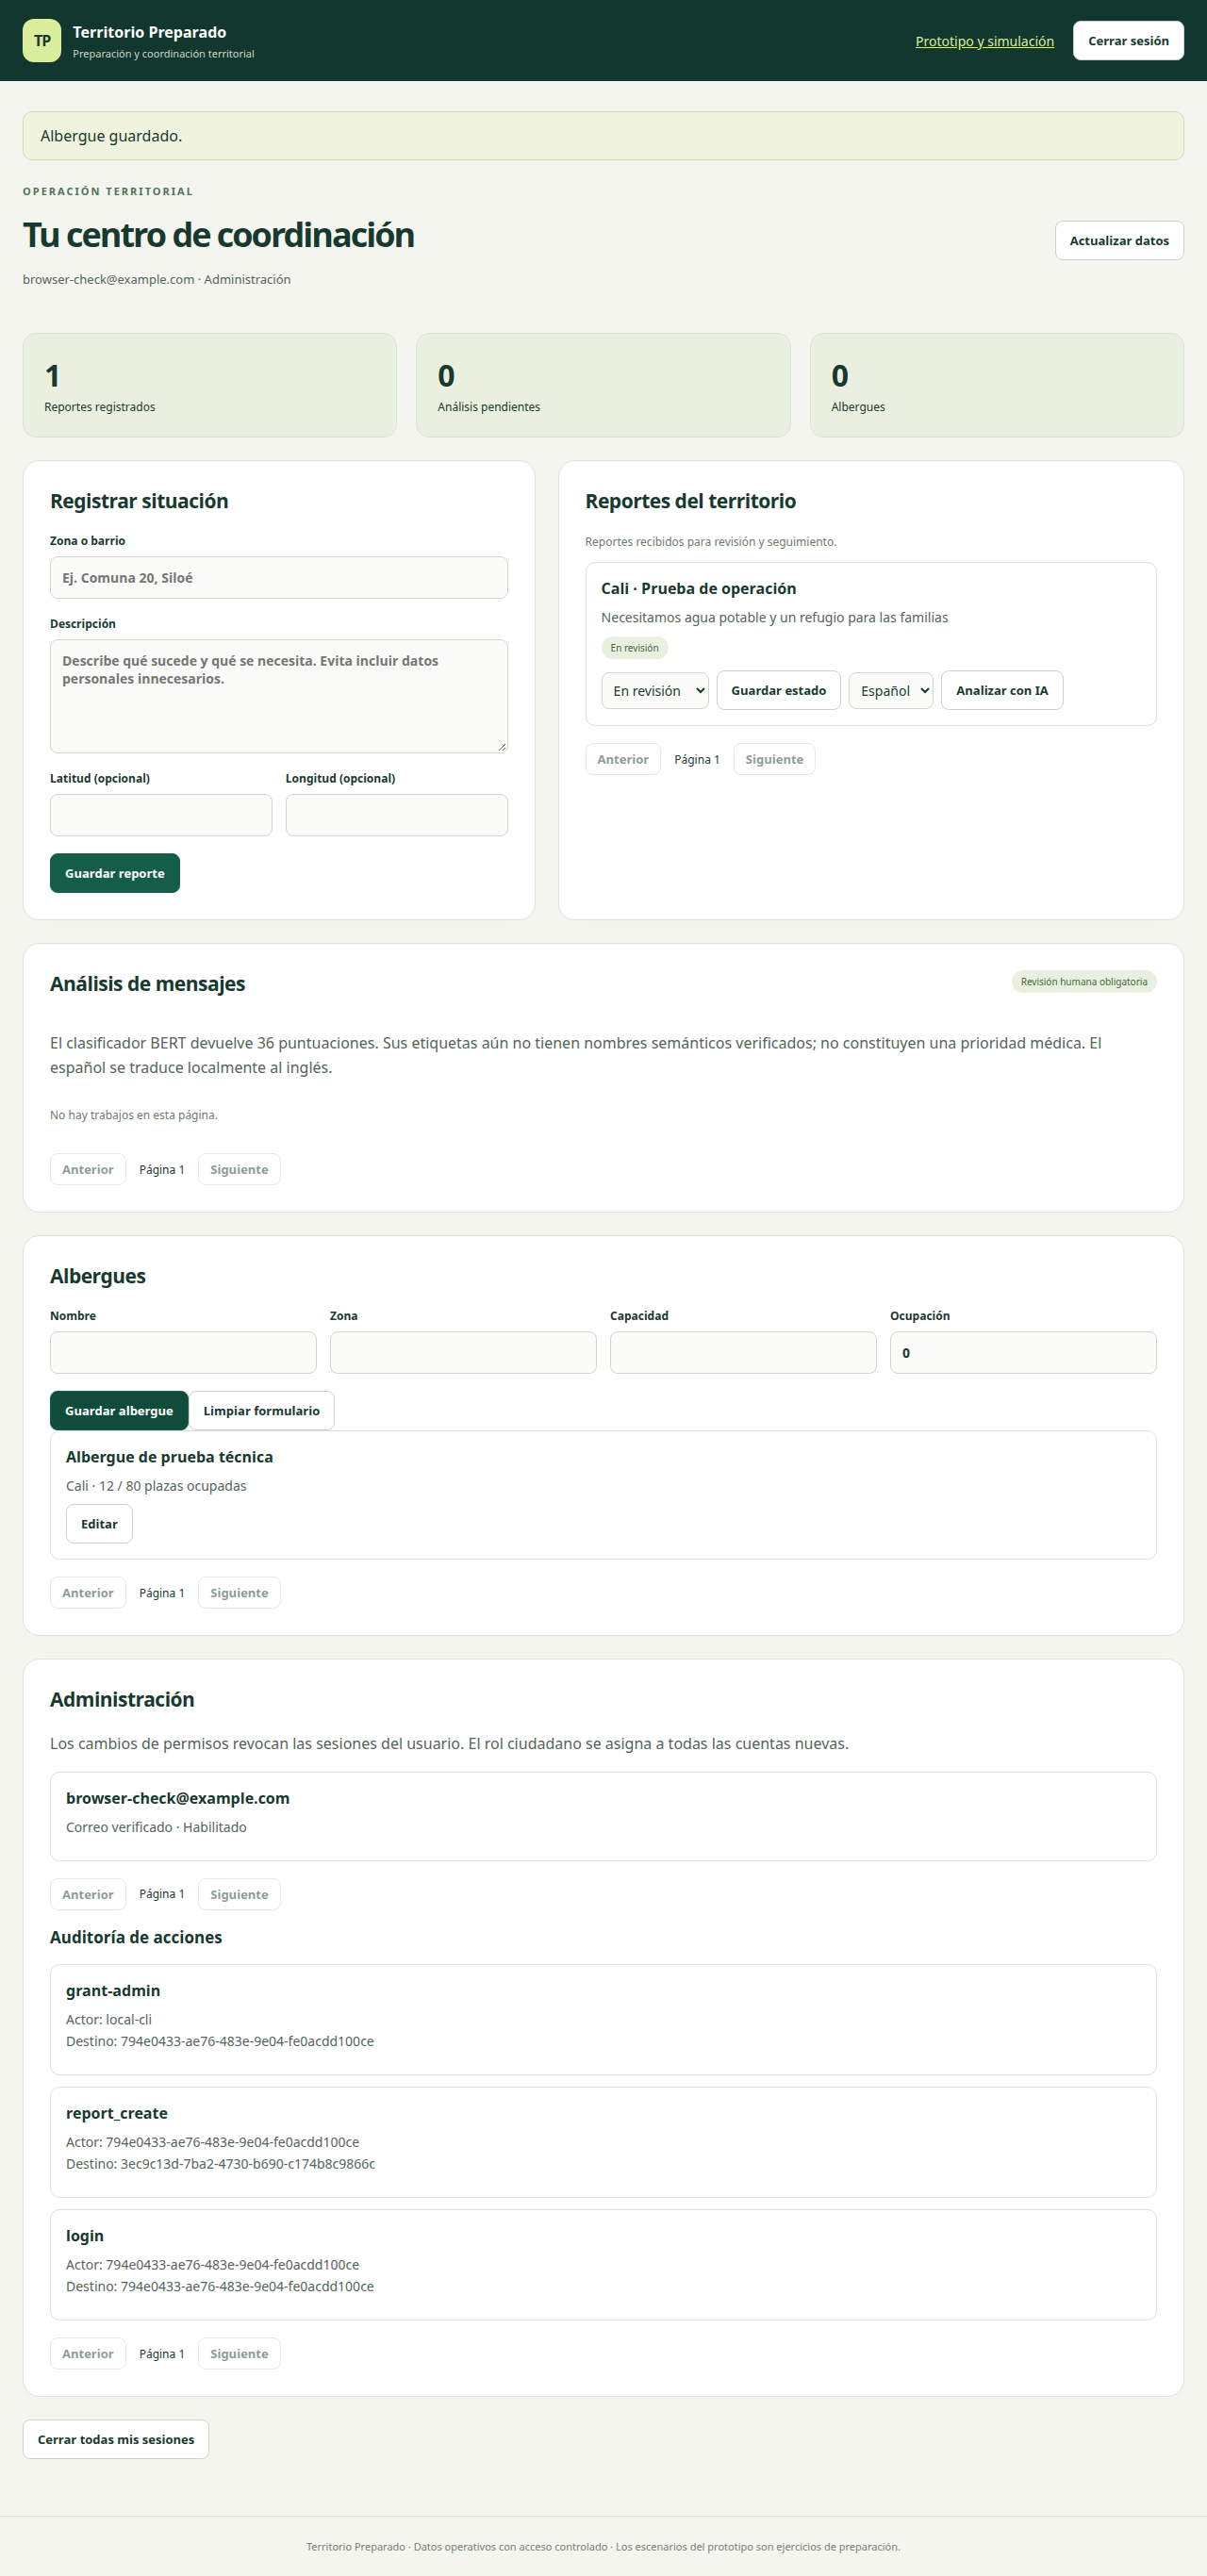 TP
Territorio Preparado
Preparación y coordinación territorial
Prototipo y simulación
Cerrar sesión
Albergue guardado.
OPERACIÓN TERRITORIAL
Tu centro de coordinación
Actualizar datos
browser-check@example.com · Administración
1
Reportes registrados
0
Análisis pendientes
0
Albergues
Registrar situación
Zona o barrio
Ej. Comuna 20, Siloé
Descripción
Describe qué sucede y qué se necesita. Evita incluir datos
personales innecesarios.
Latitud (opcional)
Longitud (opcional)
Guardar reporte
Reportes del territorio
Reportes recibidos para revisión y seguimiento.
Cali · Prueba de operación
Necesitamos agua potable y un refugio para las familias
En revisión
En revisión
Guardar estado
Español
Analizar con IA
Anterior
Página 1
Siguiente
Análisis de mensajes
Revisión humana obligatoria
El clasificador BERT devuelve 36 puntuaciones. Sus etiquetas aún no tienen nombres semánticos verificados; no constituyen una prioridad médica. El
español se traduce localmente al inglés.
No hay trabajos en esta página.
Anterior
Página 1
Siguiente
Albergues
Nombre
Zona
Capacidad
Ocupación
0
Guardar albergue
Limpiar formulario
Albergue de prueba técnica
Cali · 12 / 80 plazas ocupadas
Editar
Anterior
Página 1
Siguiente
Administración
Los cambios de permisos revocan las sesiones del usuario. El rol ciudadano se asigna a todas las cuentas nuevas.
browser-check@example.com
Correo verificado · Habilitado
Anterior
Página 1
Siguiente
Auditoría de acciones
grant-admin
Actor: local-cli
Destino: 794e0433-ae76-483e-9e04-fe0acdd100ce
report_create
Actor: 794e0433-ae76-483e-9e04-fe0acdd100ce
Destino: 3ec9c13d-7ba2-4730-b690-c174b8c9866c
login
Actor: 794e0433-ae76-483e-9e04-fe0acdd100ce
Destino: 794e0433-ae76-483e-9e04-fe0acdd100ce
Anterior
Página 1
Siguiente
Cerrar todas mis sesiones
Territorio Preparado · Datos operativos con acceso controlado · Los escenarios del prototipo son ejercicios de preparación.